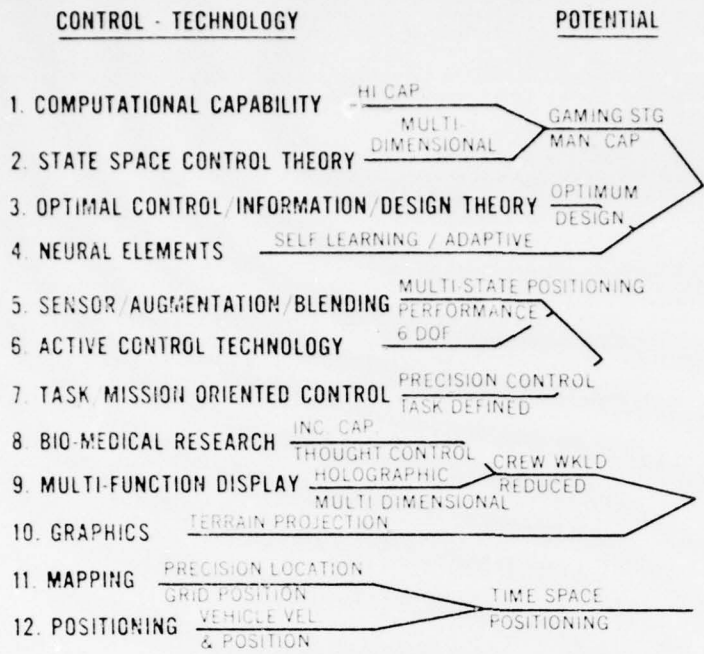 CONTROL - TECHNOLOGY POTENTIAL
HI CAP.
1. COMPUTATIONAL CAPABILITY
MULTI-
DIMENSIONAL
GAMING STG
MAN. CAP
2. STATE SPACE CONTROL THEORY
3. OPTIMAL CONTROL/INFORMATION/DESIGN THEORY
OPTIMUM
DESIGN
4. NEURAL ELEMENTS SELF LEARNING / ADAPTIVE
5. SENSOR/AUGMENTATION/BLENDING
MULTI-STATE POSITIONING
PERFORMANCE
6. ACTIVE CONTROL TECHNOLOGY 6 DOF
7. TASK MISSION ORIENTED CONTROL
PRECISION CONTROL
TASK DEFINED
8. BIO-MEDICAL RESEARCH
INC. CAP.
THOUGHT CONTROL
9. MULTI-FUNCTION DISPLAY
HOLOGRAPHIC
MULTI DIMENSIONAL
CREW WKLD
REDUCED
10. GRAPHICS TERRAIN PROJECTION
11. MAPPING
PRECISION LOCATION
GRID POSITION
12. POSITIONING
VEHICLE VEL
& POSITION
TIME SPACE
POSITIONING